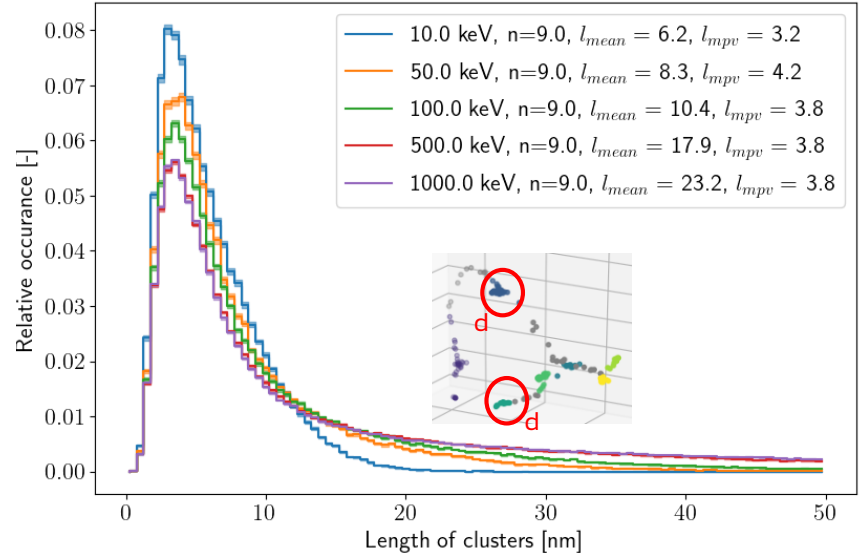 10.0 keV, n=9.0, l_mean = 6.2, l_mpv = 3.2
50.0 keV, n=9.0, l_mean = 8.3, l_mpv = 4.2
100.0 keV, n=9.0, l_mean = 10.4, l_mpv = 3.8
500.0 keV, n=9.0, l_mean = 17.9, l_mpv = 3.8
1000.0 keV, n=9.0, l_mean = 23.2, l_mpv = 3.8
Relative occurance [-]
0.08
0.07
0.06
0.05
0.04
0.03
0.02
0.01
0.00
d
d
0 10 20 30 40 50
Length of clusters [nm]